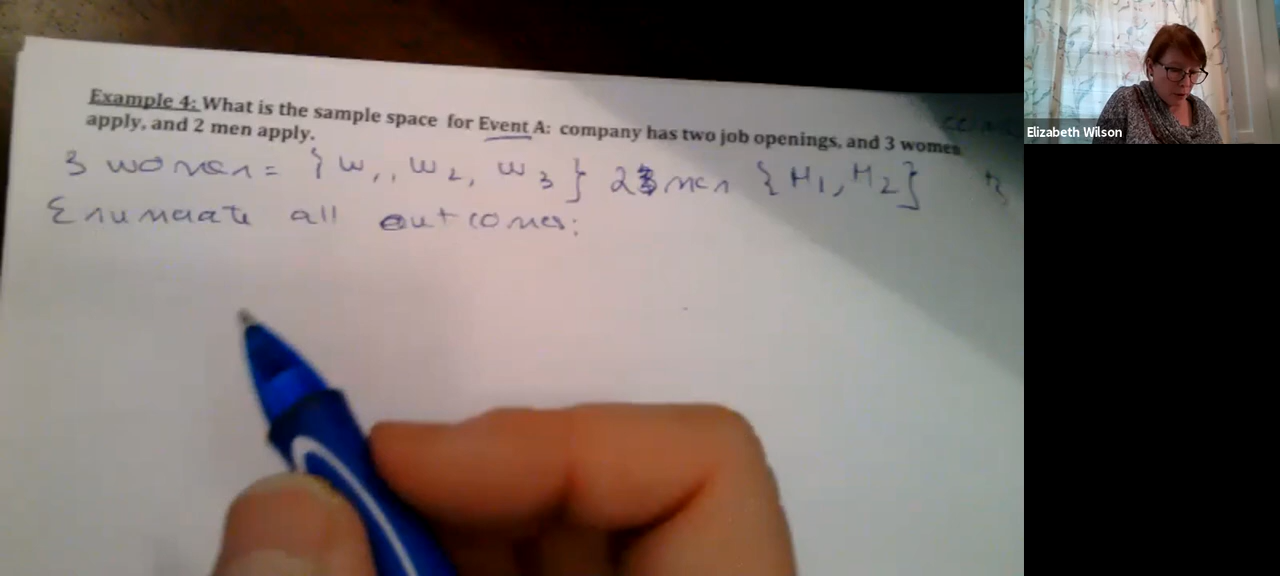 Example 4: What is the sample space for Event A: company has two job openings, and 3 women
apply, and 2 men apply.
3 women = { W1, W2, W3 } 2 men { M1, M2 }
Enumerate all outcomes:
Elizabeth Wilson